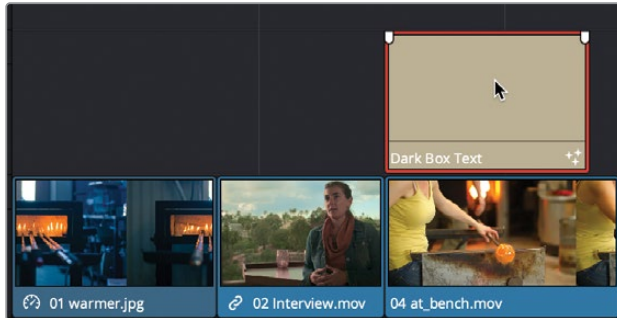 Dark Box Text
01 warmer.jpg
02 Interview.mov
04 at_bench.mov